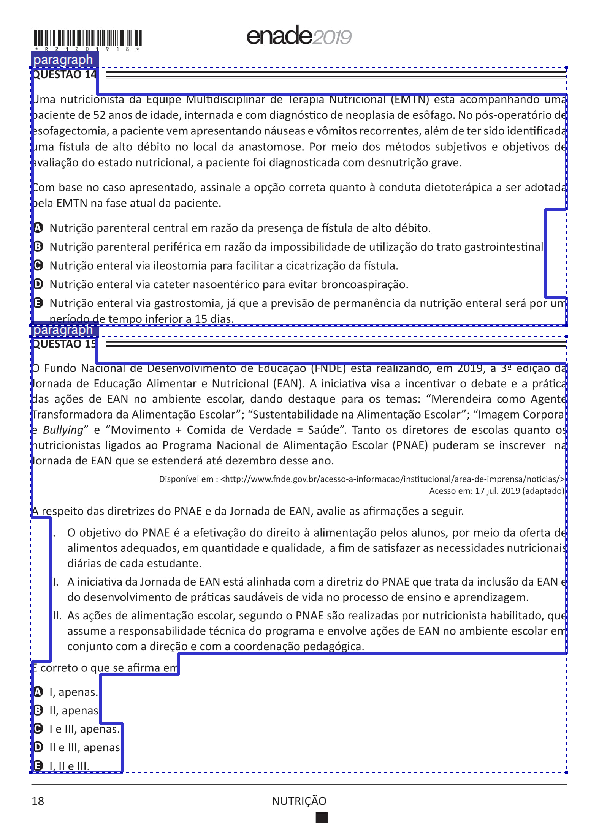 enade2019
paragraph
QUESTÃO 14
Uma nutricionista da Equipe Multidisciplinar de Terapia Nutricional (EMTN) está acompanhando uma
paciente de 52 anos de idade, internada e com diagnóstico de neoplasia de esôfago. No pós-operatório de
esofagectomia, a paciente vem apresentando náuseas e vômitos recorrentes, além de ter sido identificada
uma fístula de alto débito no local da anastomose. Por meio dos métodos subjetivos e objetivos de
avaliação do estado nutricional, a paciente foi diagnosticada com desnutrição grave.
Com base no caso apresentado, assinale a opção correta quanto à conduta dietoterápica a ser adotada
pela EMTN na fase atual da paciente.
A Nutrição parenteral central em razão da presença de fístula de alto débito.
B Nutrição parenteral periférica em razão da impossibilidade de utilização do trato gastrointestinal
C Nutrição enteral via ileostomia para facilitar a cicatrização da fístula.
D Nutrição enteral via cateter nasoentérico para evitar broncoaspiração.
E Nutrição enteral via gastrostomia, já que a previsão de permanência da nutrição enteral será por um
período de tempo inferior a 15 dias.
paragraph
QUESTÃO 15
O Fundo Nacional de Desenvolvimento de Educação (FNDE) está realizando, em 2019, a 3ª edição da
Jornada de Educação Alimentar e Nutricional (EAN). A iniciativa visa a incentivar o debate e a prática
das ações de EAN no ambiente escolar, dando destaque para os temas: “Merendeira como Agente
Transformadora da Alimentação Escolar”; “Sustentabilidade na Alimentação Escolar”; “Imagem Corporal
e Bullying” e “Movimento + Comida de Verdade = Saúde”. Tanto os diretores de escolas quanto os
nutricionistas ligados ao Programa Nacional de Alimentação Escolar (PNAE) puderam se inscrever na
Jornada de EAN que se estenderá até dezembro desse ano.
Disponível em : <http://www.fnde.gov.br/acesso-a-informacao/institucional/area-de-imprensa/noticias/>
Acesso em: 17 jul. 2019 (adaptado)
A respeito das diretrizes do PNAE e da Jornada de EAN, avalie as afirmações a seguir.
I. O objetivo do PNAE é a efetivação do direito à alimentação pelos alunos, por meio da oferta de
alimentos adequados, em quantidade e qualidade, a fim de satisfazer as necessidades nutricionais
diárias de cada estudante.
II. A iniciativa da Jornada de EAN está alinhada com a diretriz do PNAE que trata da inclusão da EAN e
do desenvolvimento de práticas saudáveis de vida no processo de ensino e aprendizagem.
III. As ações de alimentação escolar, segundo o PNAE são realizadas por nutricionista habilitado, que
assume a responsabilidade técnica do programa e envolve ações de EAN no ambiente escolar em
conjunto com a direção e com a coordenação pedagógica.
É correto o que se afirma em
A I, apenas.
B II, apenas
C I e III, apenas.
D II e III, apenas
E I, II e III.
18
NUTRIÇÃO